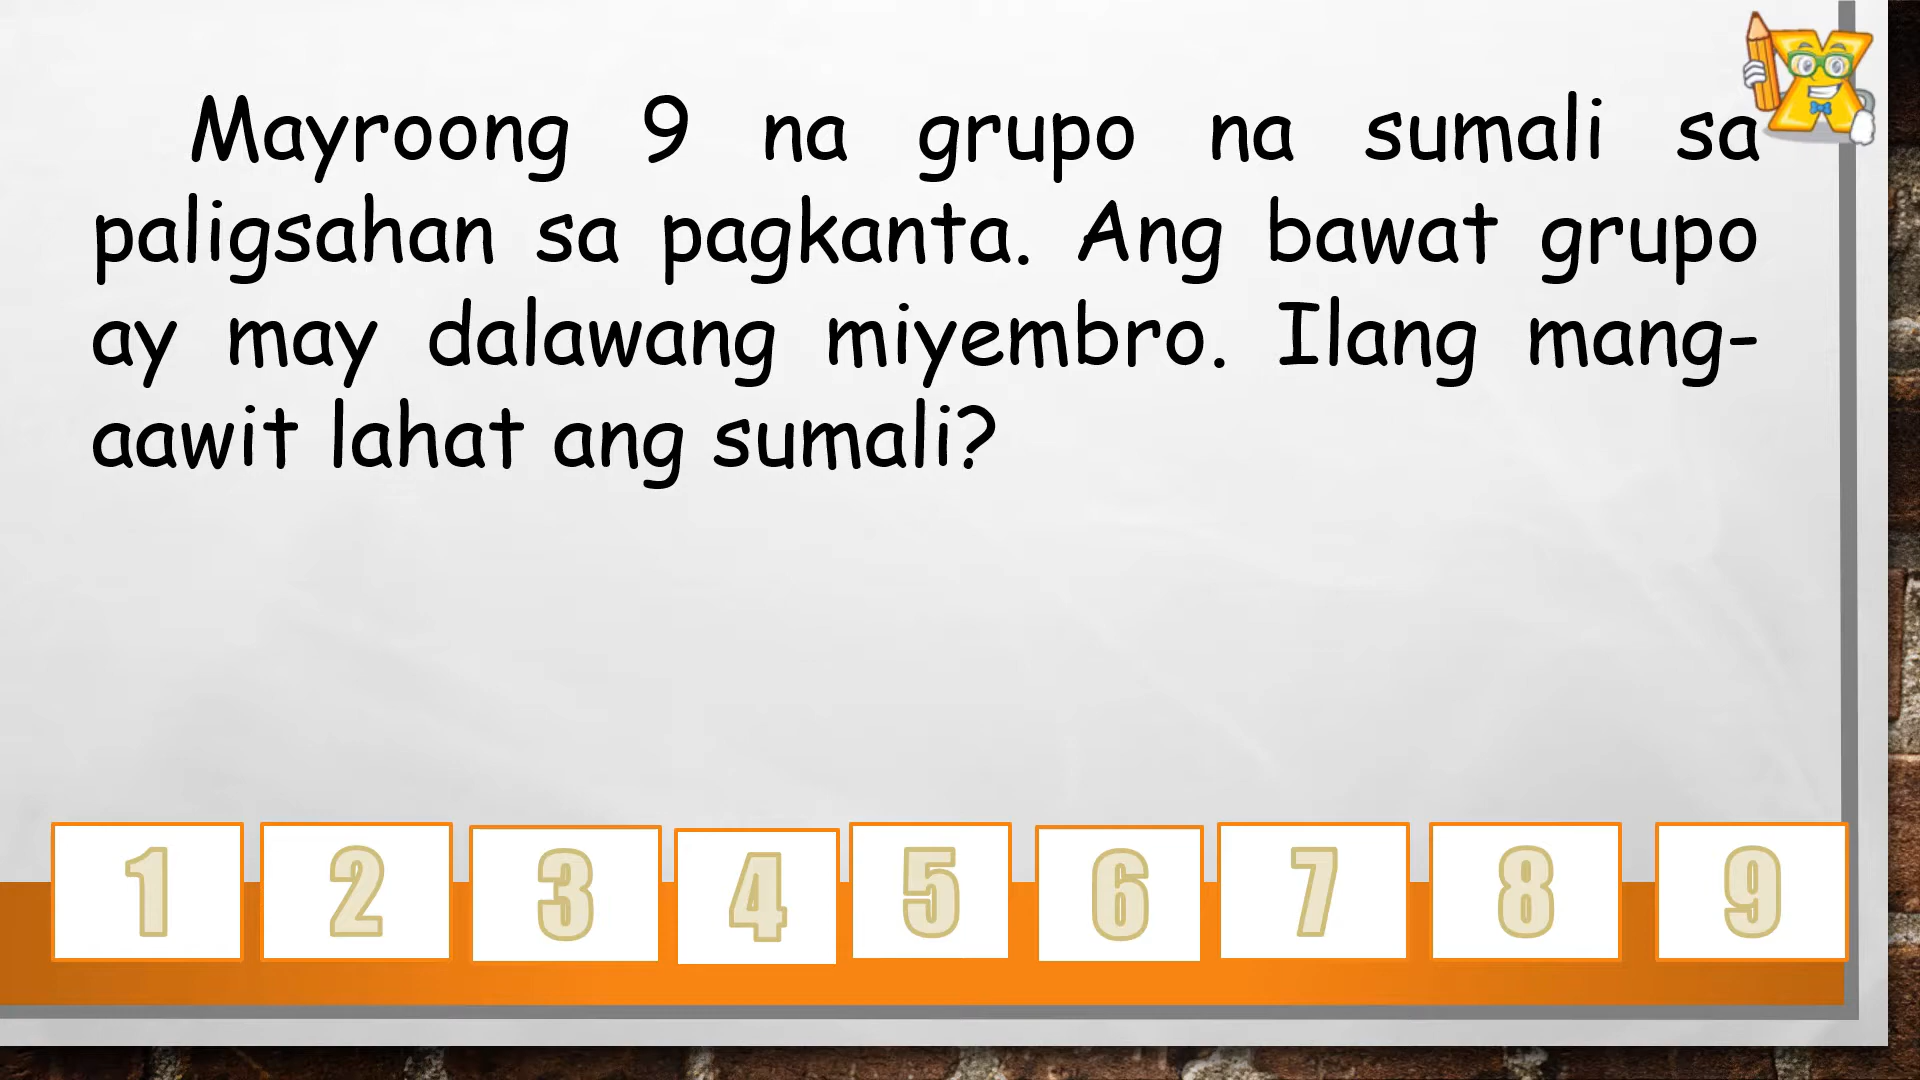 Mayroong 9 na grupo na sumali sa
paligsahan sa pagkanta. Ang bawat grupo
ay may dalawang miyembro. Ilang mang-
aawit lahat ang sumali?
1 2 3 4 5 6 7 8 9